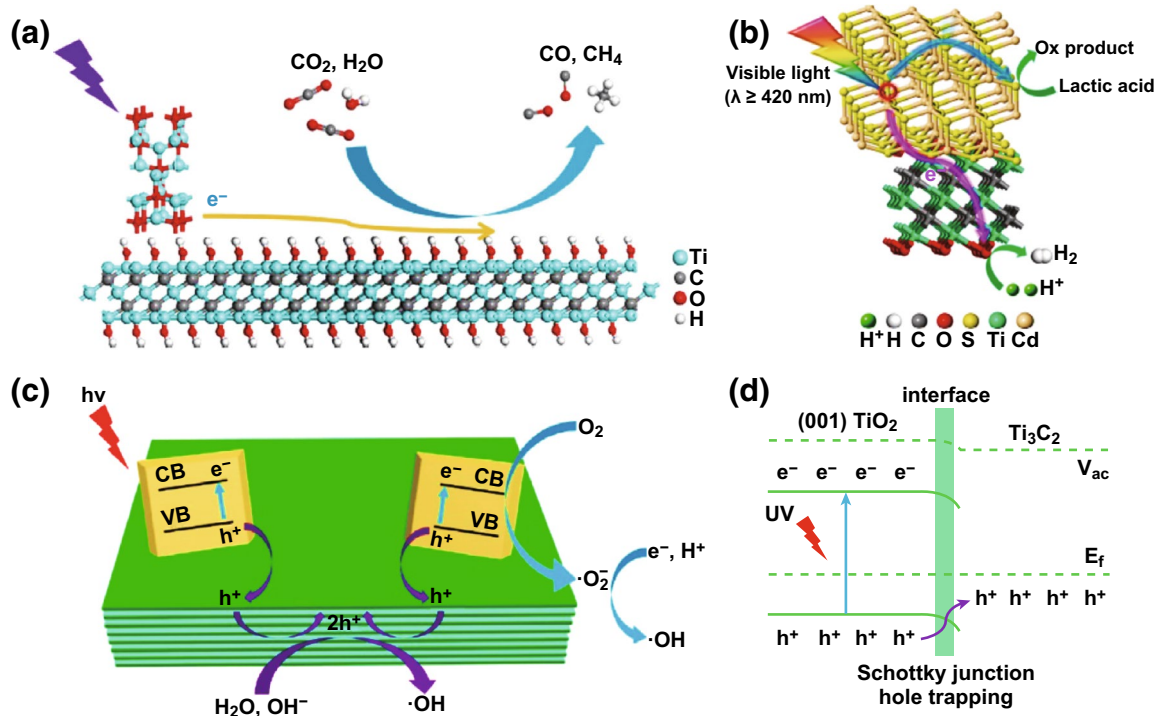 (a)
CO₂, H₂O
CO, CH₄
e⁻
Ti
C
O
H
(b)
Visible light
(λ ≥ 420 nm)
Ox product
Lactic acid
e⁻
H₂
H⁺
H⁺ H C O S Ti Cd
(c)
hv
CB e⁻
VB
h⁺
e⁻ CB
VB
h⁺
O₂
·O₂⁻
e⁻, H⁺
·OH
h⁺
2h⁺
h⁺
H₂O, OH⁻
·OH
(d)
interface
(001) TiO₂
Ti₃C₂
Vac
e⁻ e⁻ e⁻ e⁻
UV
Ef
h⁺ h⁺ h⁺ h⁺
h⁺ h⁺ h⁺ h⁺
Schottky junction
hole trapping